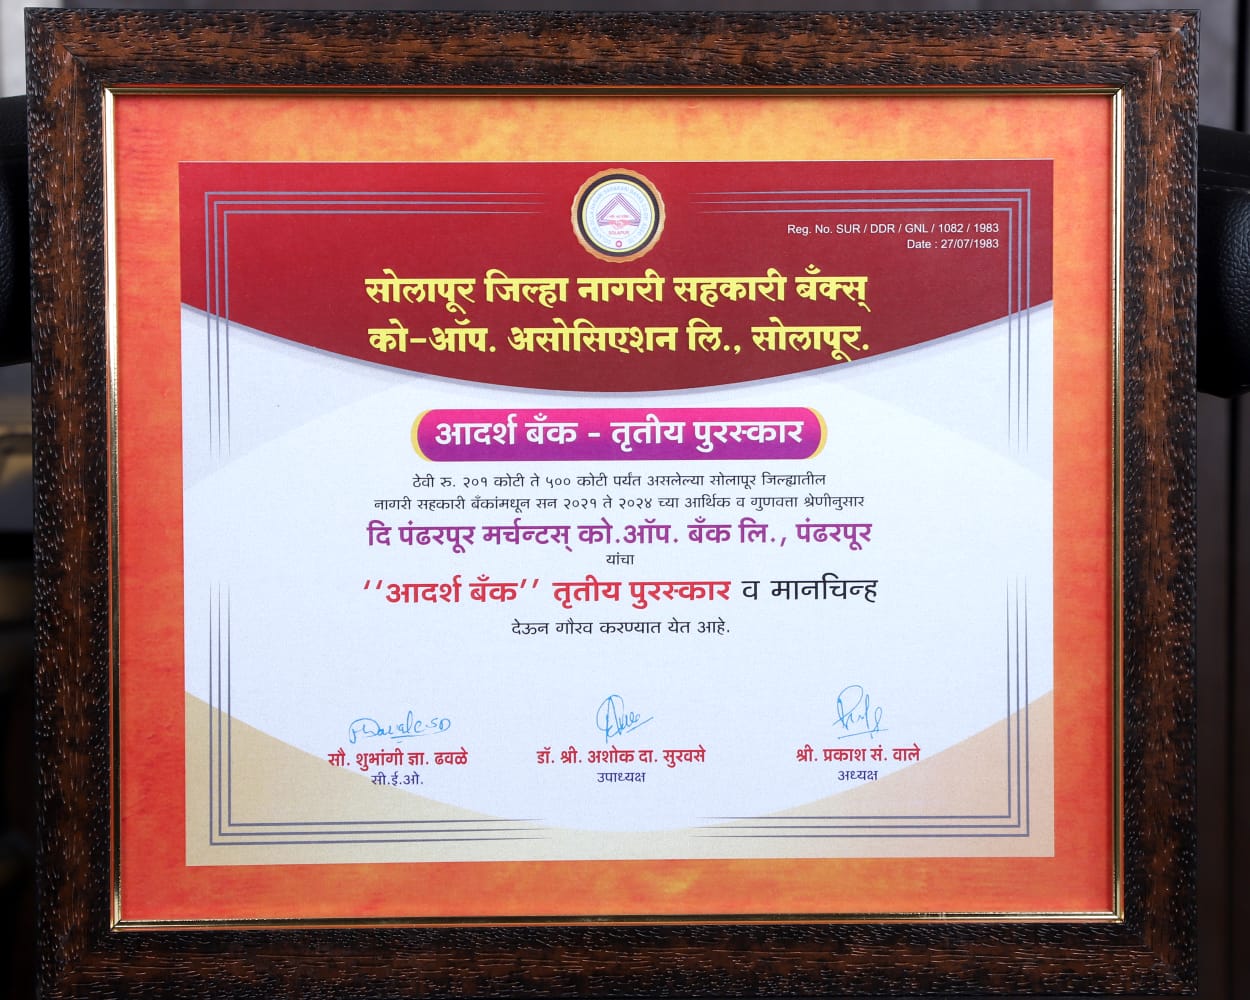 Reg. No. SUR / DDR / GNL / 1082 / 1983
Date : 27/07/1983
सोलापूर जिल्हा नागरी सहकारी बँक्स्
को-ऑप. असोसिएशन लि., सोलापूर.
आदर्श बँक - तृतीय पुरस्कार
ठेवी रु. २०१ कोटी ते ५०० कोटी पर्यंत असलेल्या सोलापूर जिल्ह्यातील
नागरी सहकारी बँकांमधून सन २०२१ ते २०२४ च्या आर्थिक व गुणवत्ता श्रेणीनुसार
दि पंढरपूर मर्चन्टस् को.ऑप. बँक लि., पंढरपूर
यांचा
‘‘आदर्श बँक’’ तृतीय पुरस्कार व मानचिन्ह
देऊन गौरव करण्यात येत आहे.
सौ. शुभांगी ज्ञा. ढवळे
सी.ई.ओ.
डॉ. श्री. अशोक दा. सुरवसे
उपाध्यक्ष
श्री. प्रकाश सं. वाले
अध्यक्ष